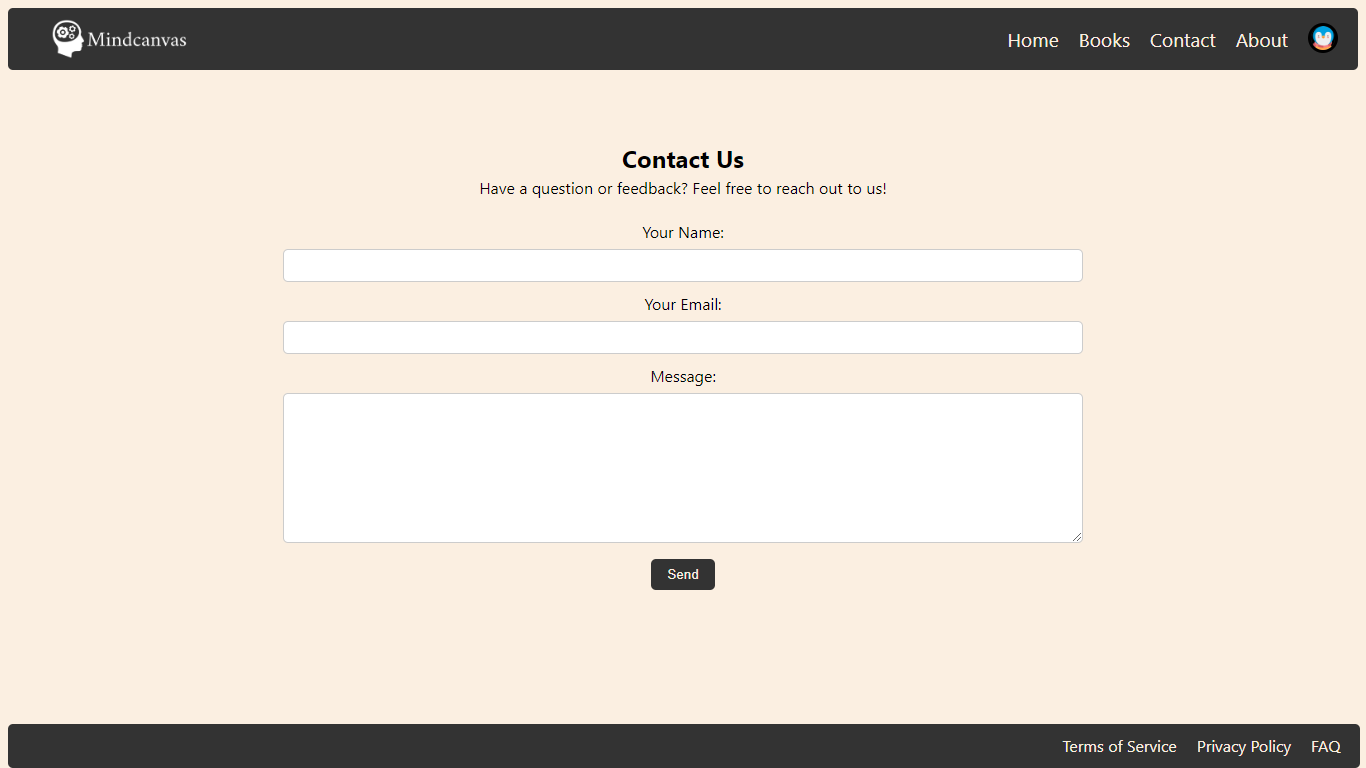 Mindcanvas
Home Books Contact About
Contact Us
Have a question or feedback? Feel free to reach out to us!
Your Name:
Your Email:
Message:
Send
Terms of Service Privacy Policy FAQ